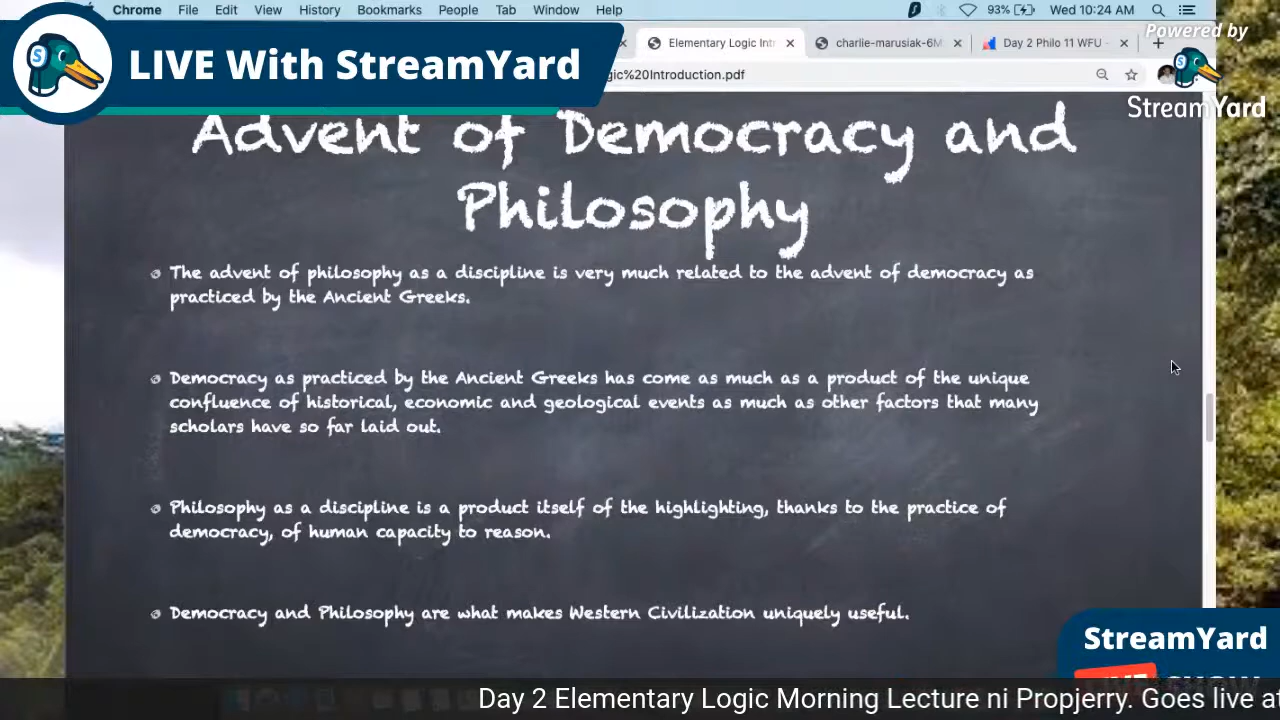 Chrome File Edit View History Bookmarks People Tab Window Help 93% Wed 10:24 AM
Powered by
LIVE With StreamYard
Elementary Logic Int
charlie-marusiak-6M
Day 2 Philo 11 WFU -
gic%20Introduction.pdf
StreamYard
Advent of Democracy and
Philosophy
The advent of philosophy as a discipline is very much related to the advent of democracy as
practiced by the Ancient Greeks.
Democracy as practiced by the Ancient Greeks has come as much as a product of the unique
confluence of historical, economic and geological events as much as other factors that many
scholars have so far laid out.
Philosophy as a discipline is a product itself of the highlighting, thanks to the practice of
democracy, of human capacity to reason.
Democracy and Philosophy are what makes Western Civilization uniquely useful.
StreamYard
Day 2 Elementary Logic Morning Lecture ni Propjerry. Goes live a